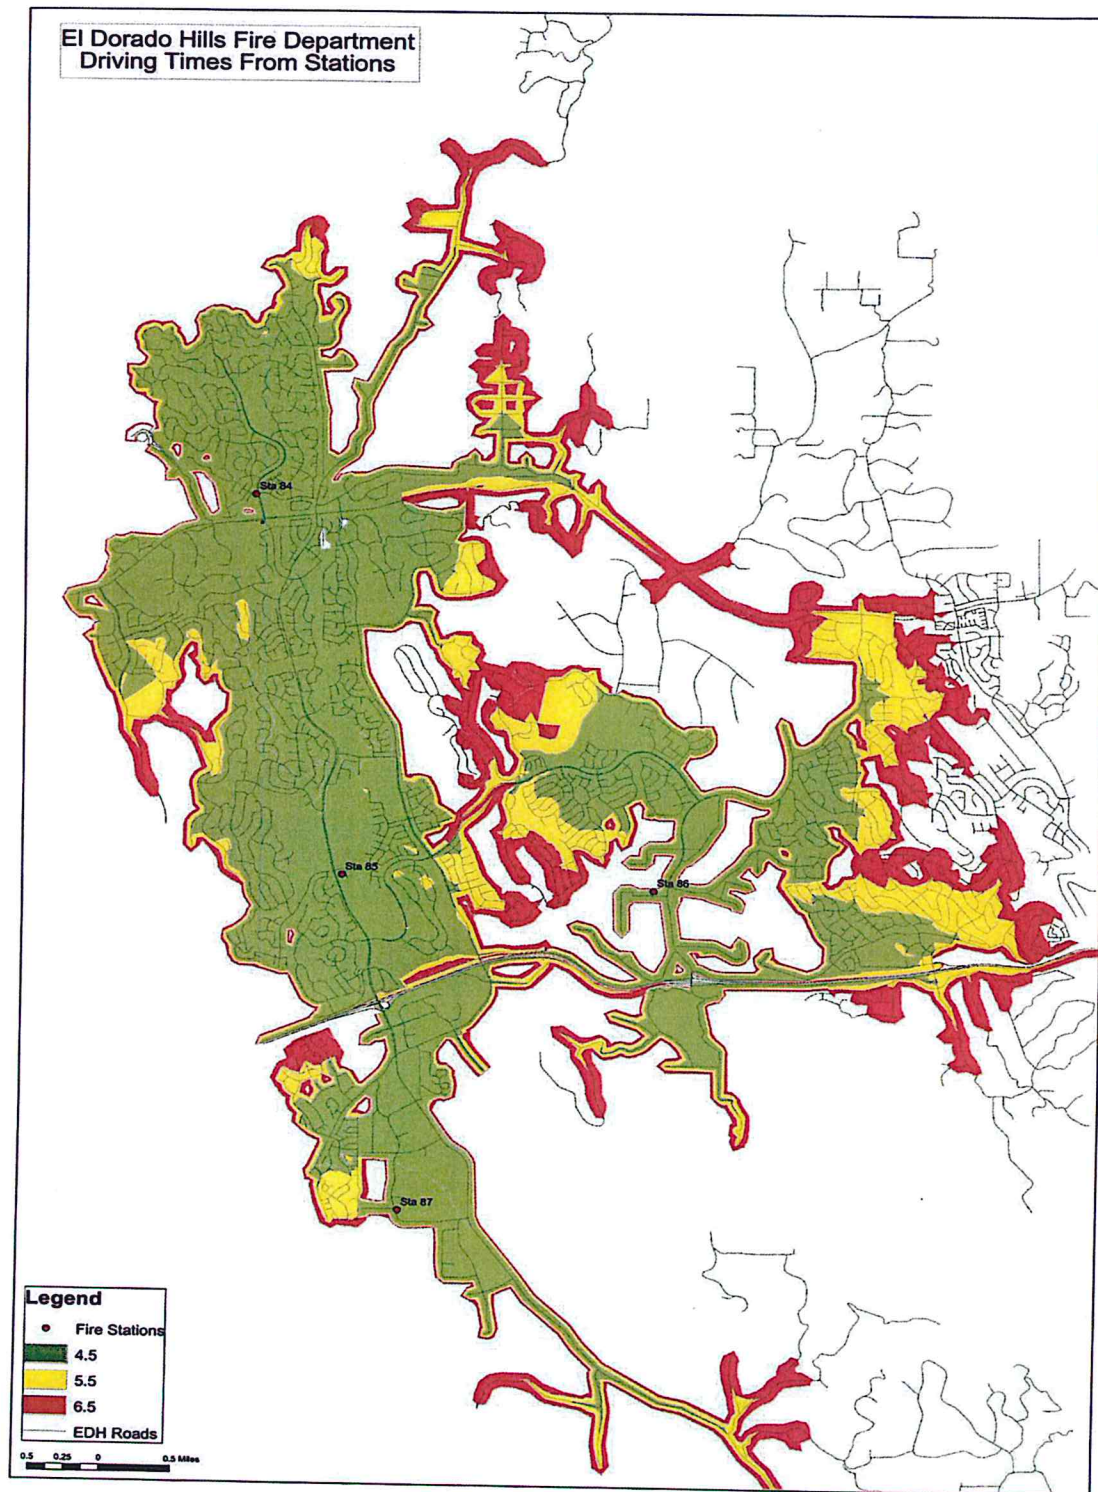 El Dorado Hills Fire Department
Driving Times From Stations
Sta 84
Sta 85
Sta 86
Sta 87
Legend
Fire Stations
4.5
5.5
6.5
EDH Roads
0.5 0.25 0 0.5 Miles